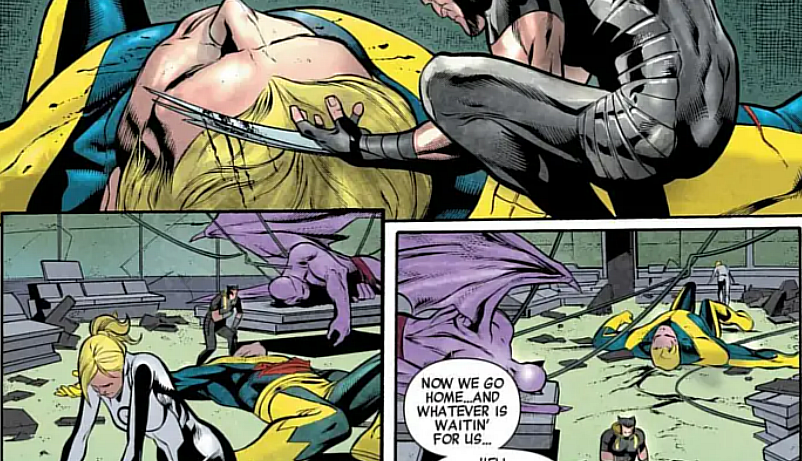 NOW WE GO
HOME...AND
WHATEVER IS
WAITIN'
FOR US...